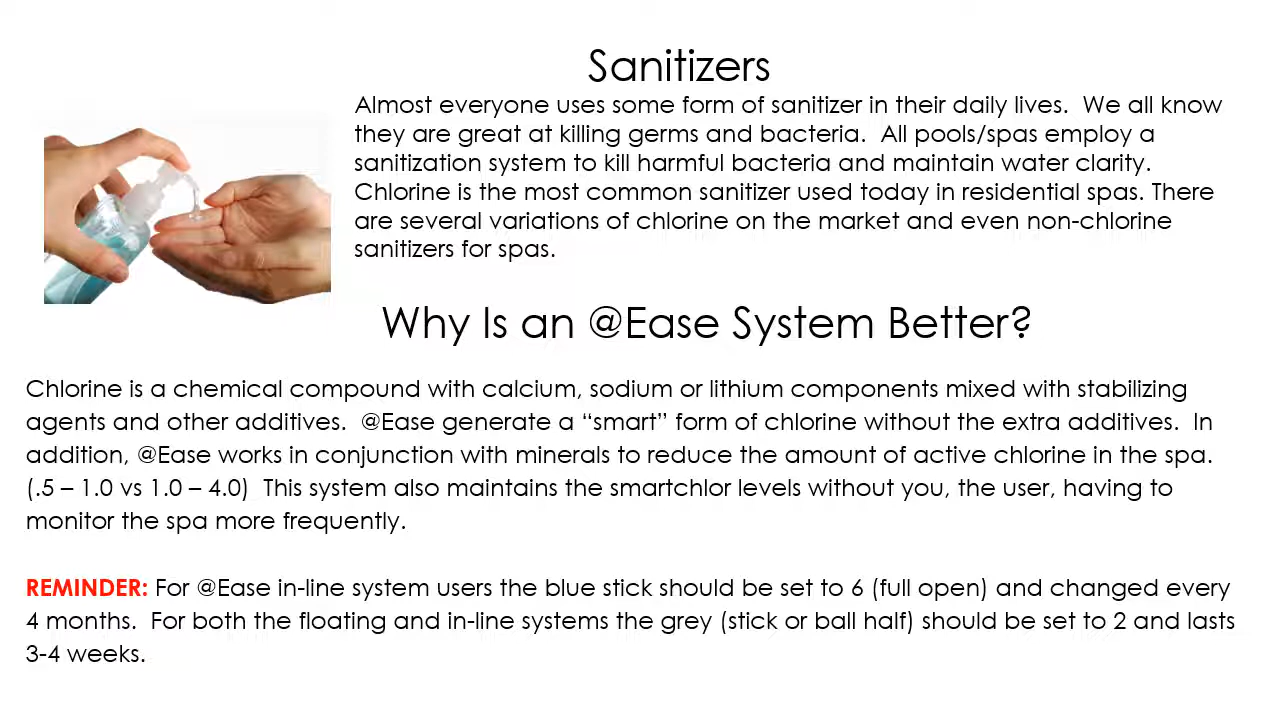 Sanitizers
Almost everyone uses some form of sanitizer in their daily lives.  We all know
they are great at killing germs and bacteria.  All pools/spas employ a
sanitization system to kill harmful bacteria and maintain water clarity.
Chlorine is the most common sanitizer used today in residential spas. There
are several variations of chlorine on the market and even non-chlorine
sanitizers for spas.
Why Is an @Ease System Better?
Chlorine is a chemical compound with calcium, sodium or lithium components mixed with stabilizing
agents and other additives.  @Ease generate a “smart” form of chlorine without the extra additives.  In
addition, @Ease works in conjunction with minerals to reduce the amount of active chlorine in the spa.
(.5 – 1.0 vs 1.0 – 4.0)  This system also maintains the smartchlor levels without you, the user, having to
monitor the spa more frequently.
REMINDER: For @Ease in-line system users the blue stick should be set to 6 (full open) and changed every
4 months.  For both the floating and in-line systems the grey (stick or ball half) should be set to 2 and lasts
3-4 weeks.